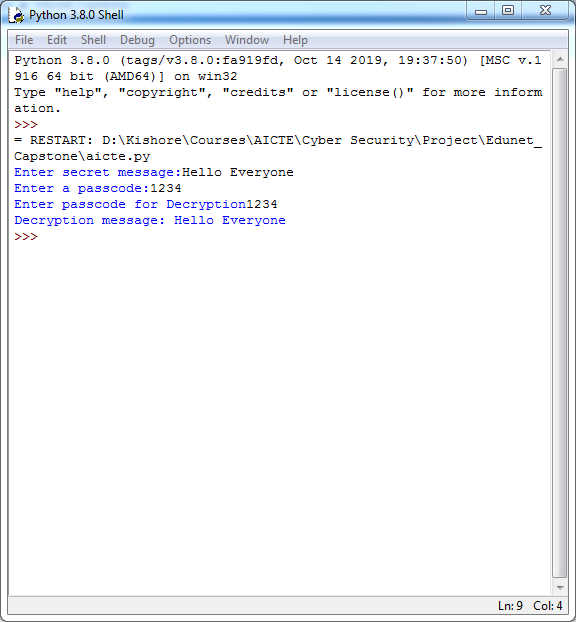 Python 3.8.0 Shell
File Edit Shell Debug Options Window Help
Python 3.8.0 (tags/v3.8.0:fa919fd, Oct 14 2019, 19:37:50) [MSC v.1
916 64 bit (AMD64)] on win32
Type "help", "copyright", "credits" or "license()" for more inform
ation.
>>>
= RESTART: D:\Kishore\Courses\AICTE\Cyber Security\Project\Edunet_
Capstone\aicte.py
Enter secret message:Hello Everyone
Enter a passcode:1234
Enter passcode for Decryption1234
Decryption message: Hello Everyone
>>>
Ln: 9 Col: 4